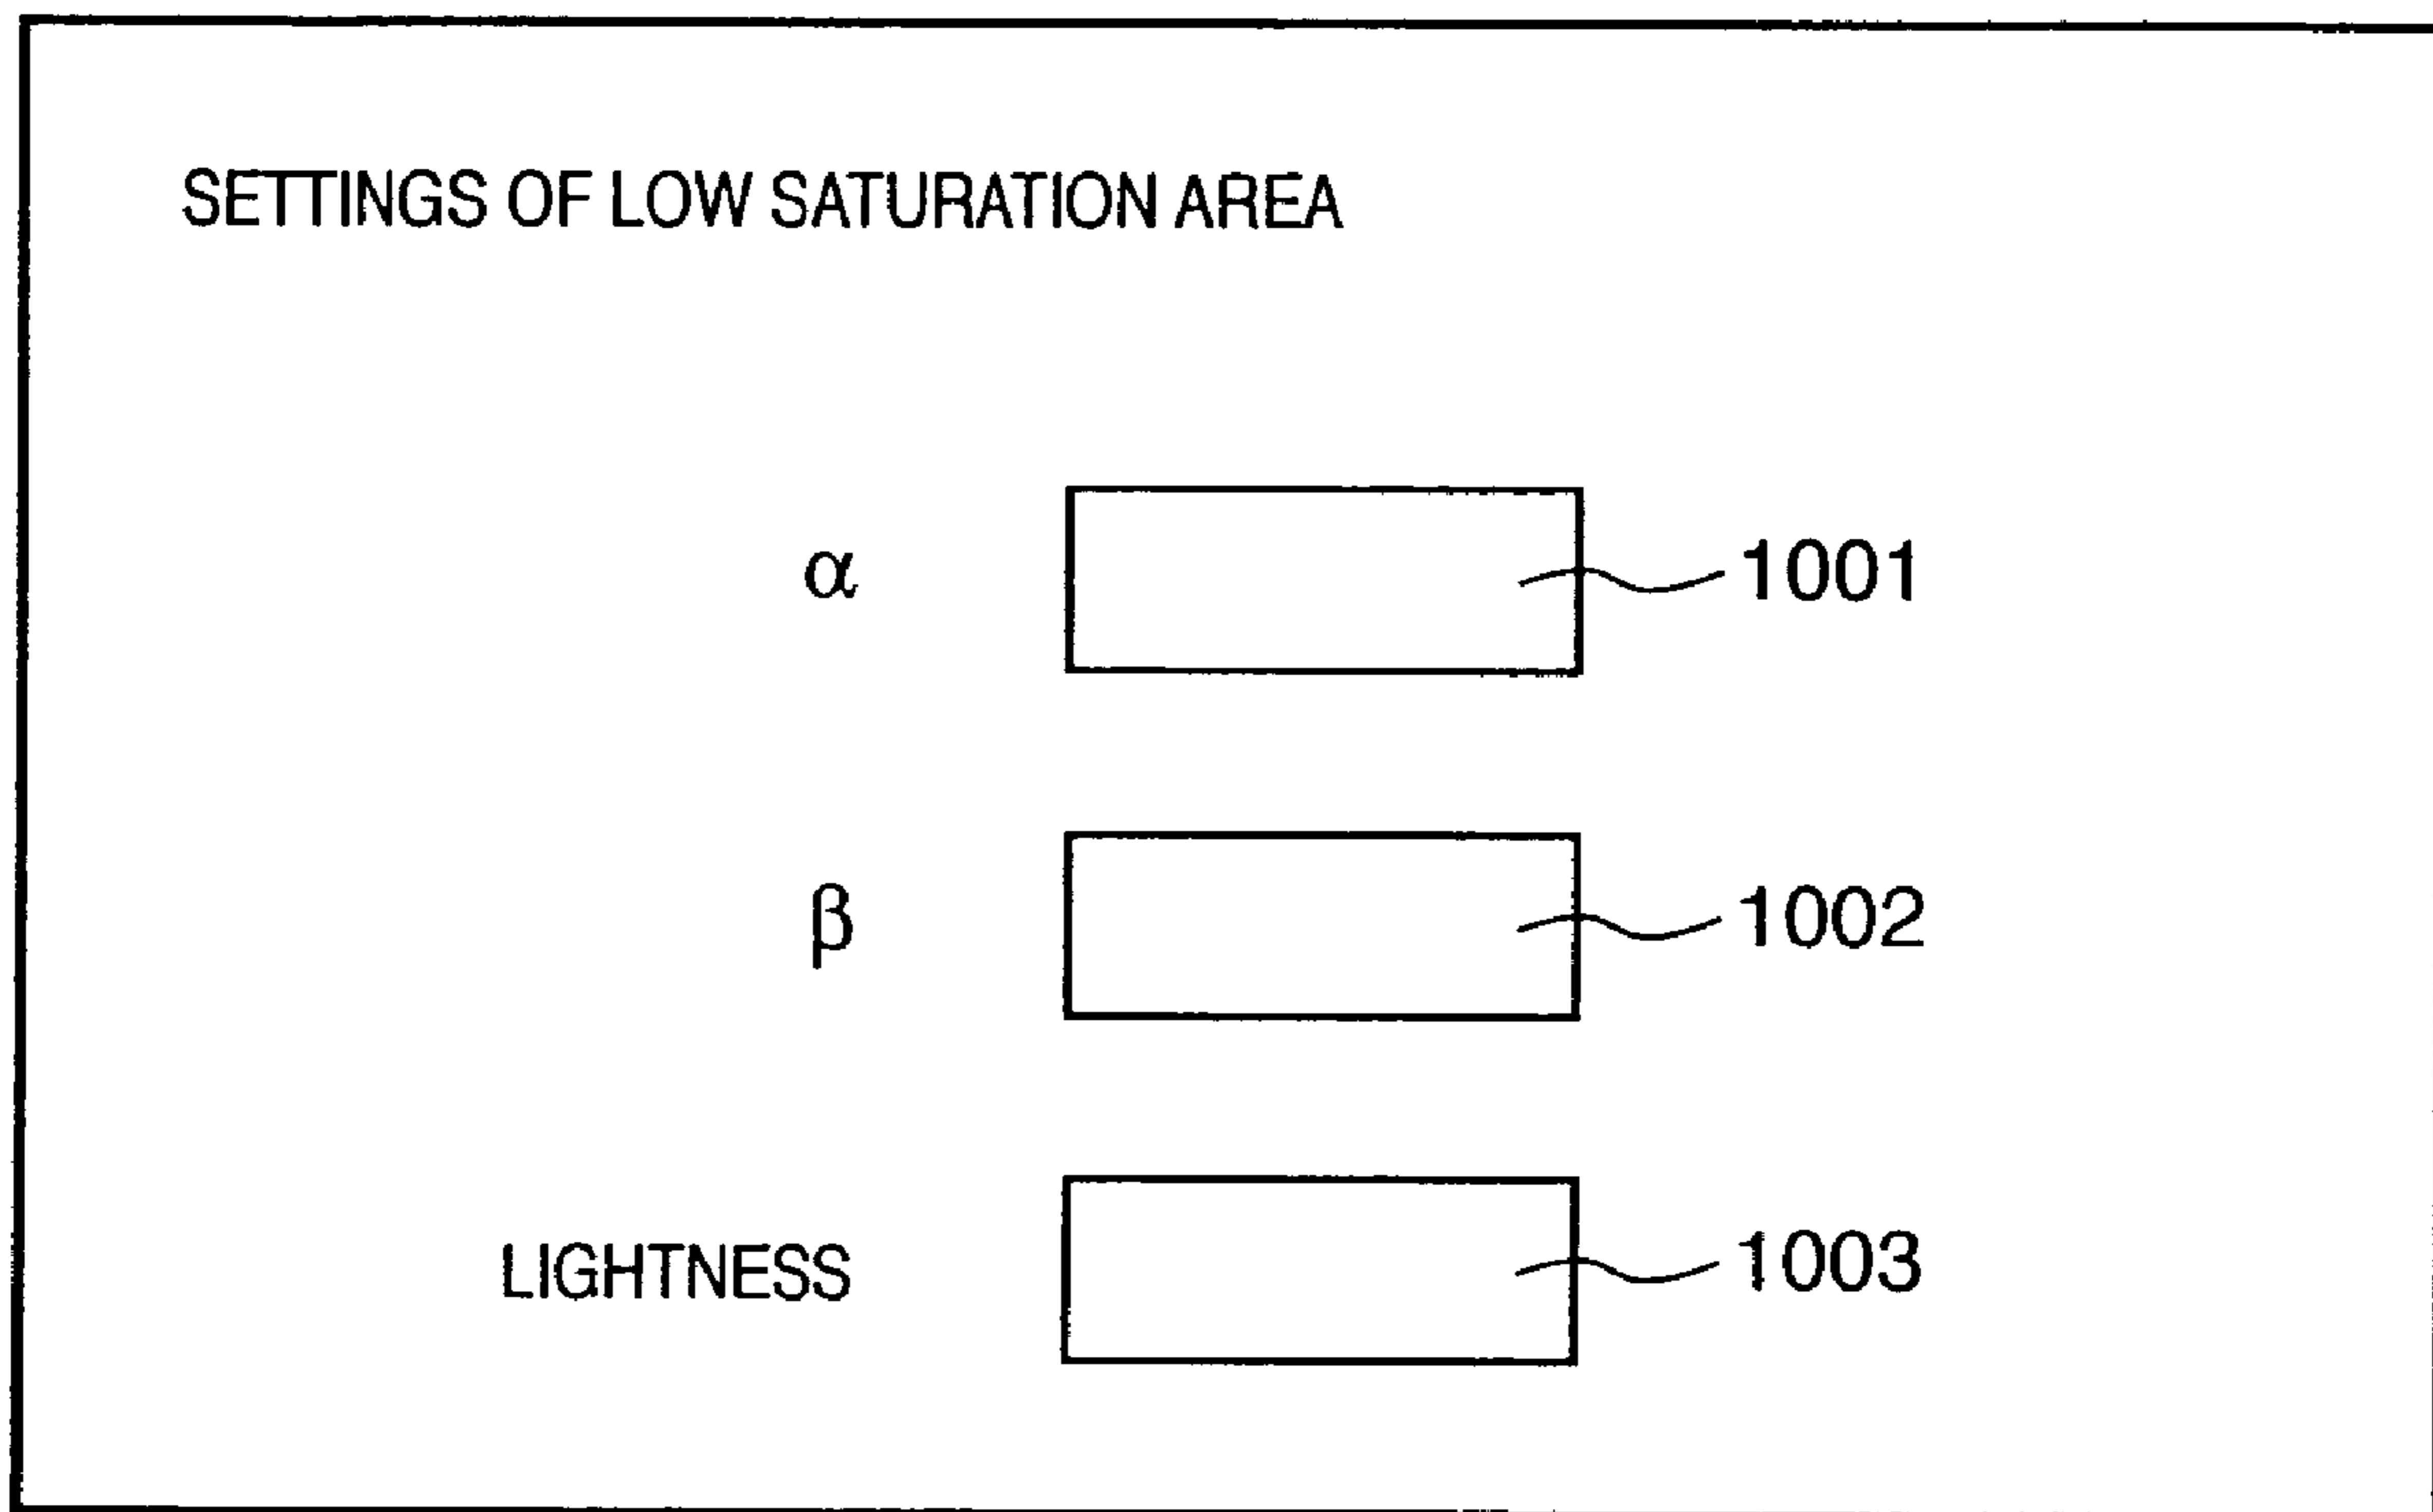 SETTINGS OF LOW SATURATION AREA
α 1001
β 1002
LIGHTNESS 1003